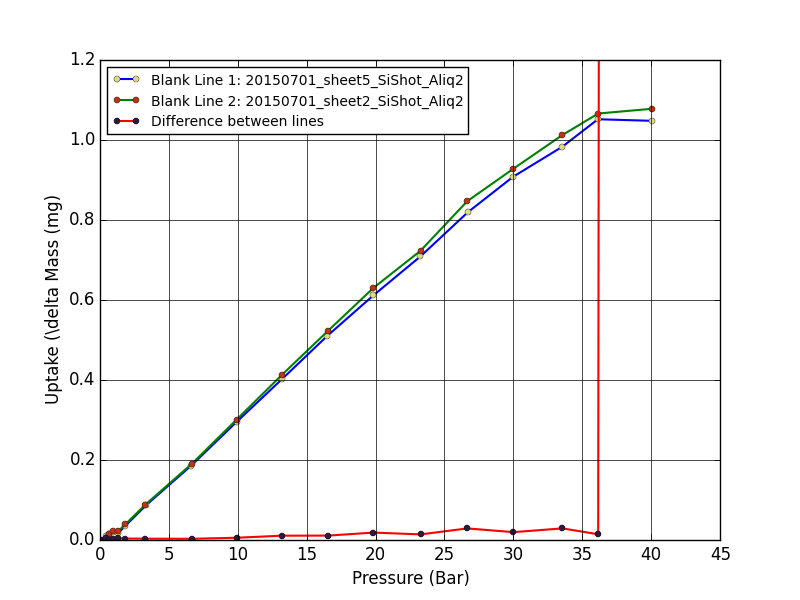 1.2
1.0
0.8
0.6
0.4
0.2
0.0
Uptake (\delta Mass (mg)
Blank Line 1: 20150701_sheet5_SiShot_Aliq2
Blank Line 2: 20150701_sheet2_SiShot_Aliq2
Difference between lines
0 5 10 15 20 25 30 35 40 45
Pressure (Bar)